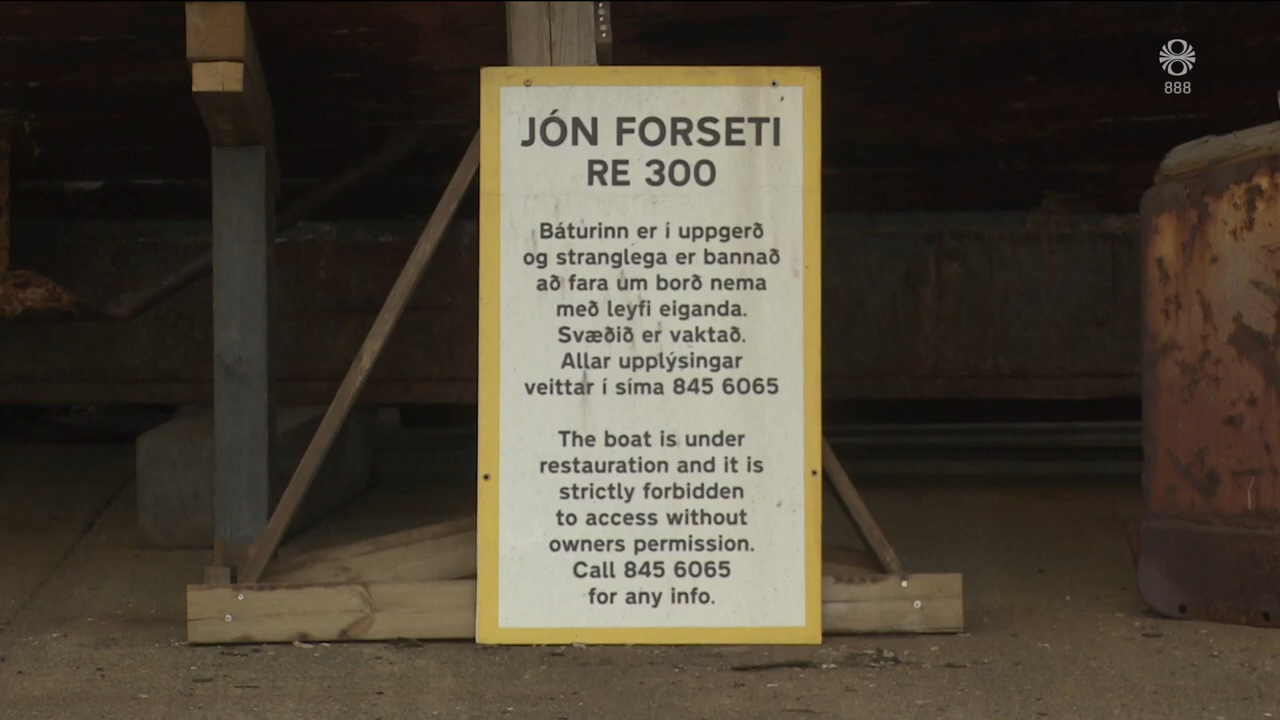 888
JÓN FORSETI
RE 300
Báturinn er í uppgerð
og stranglega er bannað
að fara um borð nema
með leyfi eiganda.
Svæðið er vaktað.
Allar upplýsingar
veittar í síma 845 6065
The boat is under
restauration and it is
strictly forbidden
to access without
owners permission.
Call 845 6065
for any info.